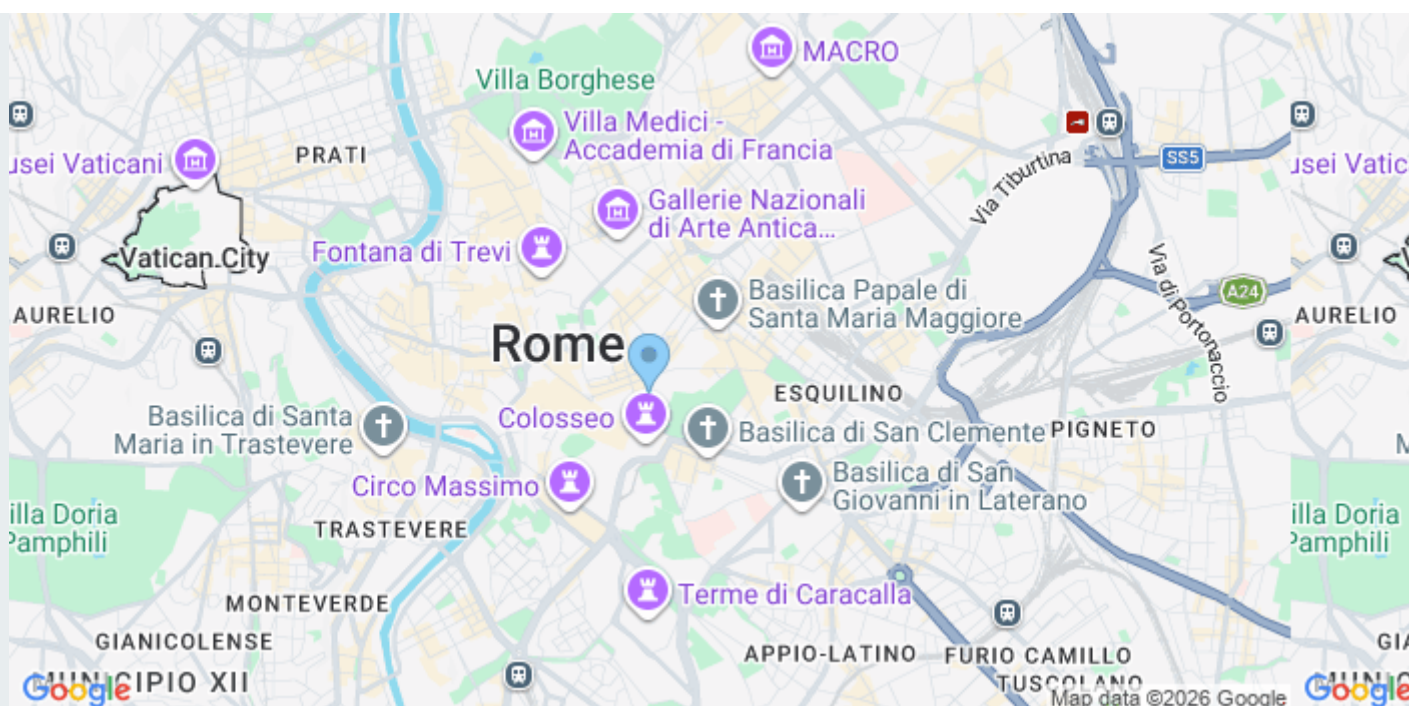 MACRO
Villa Borghese
Villa Medici -
Accademia di Francia
PRATI
usei Vaticani
Via Tiburtina
SS5
usei Vatic
Gallerie Nazionali
di Arte Antica...
Fontana di Trevi
Vatican City
Via di Portonaccio
A24
AURELIO
Basilica Papale di
Santa Maria Maggiore
AURELIO
Rome
ESQUILINO
Colosseo
Basilica di Santa
Maria in Trastevere
Basilica di San Clemente
PIGNETO
M
Circo Massimo
Basilica di San
Giovanni in Laterano
illa Doria
Pamphili
TRASTEVERE
illa Doria
Pamphili
Terme di Caracalla
MONTEVERDE
GIANICOLENSE
APPIO-LATINO
FURIO CAMILLO
GIA
MUNICIPIO XII
Google
TUSCOLANO
Map data ©2026 Google
Google